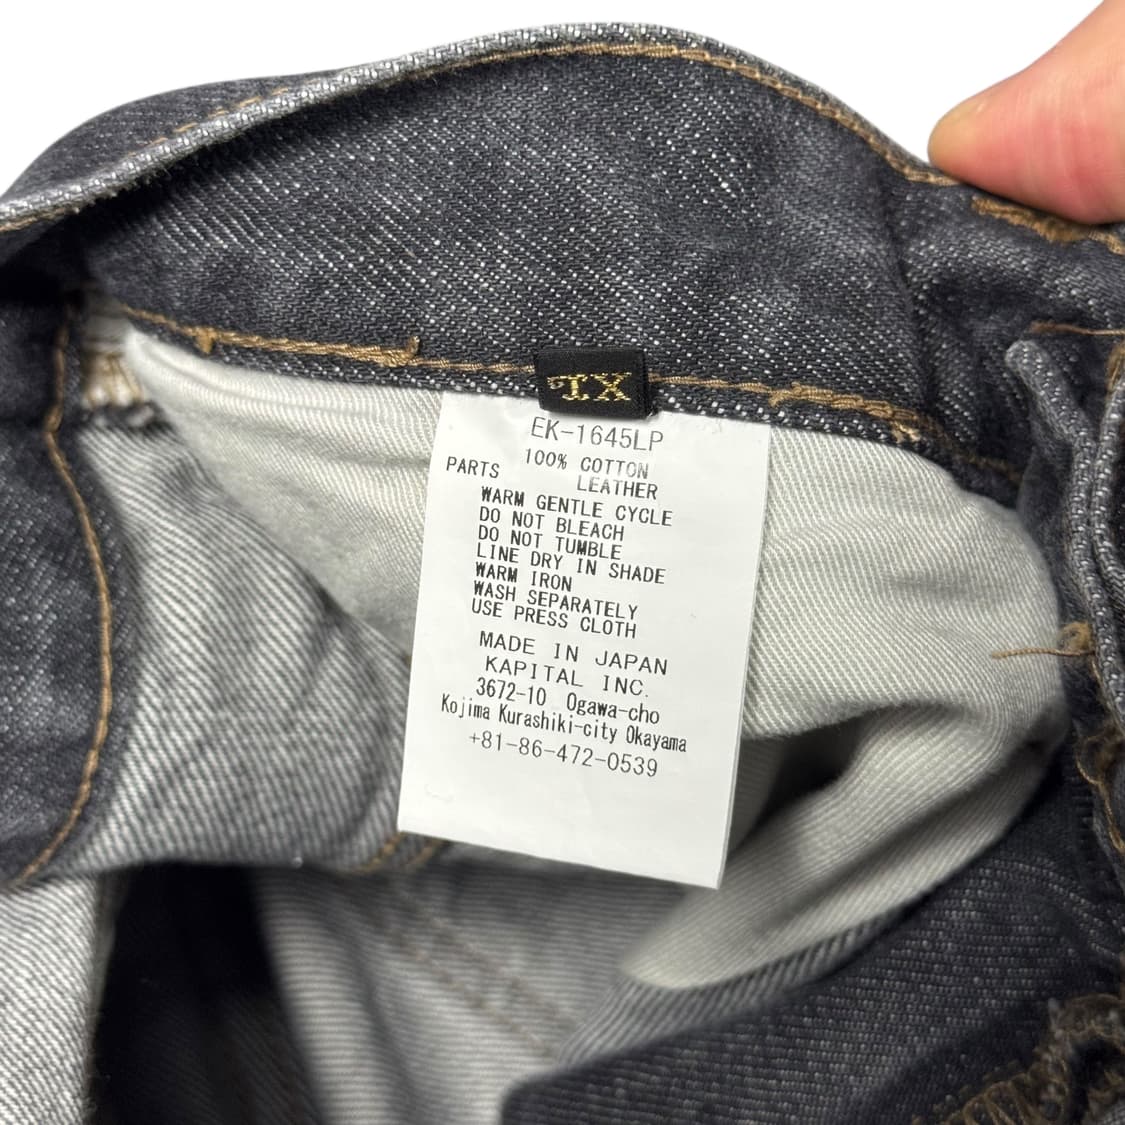 XL
EK-1645LP
100% COTTON
PARTS LEATHER
WARM GENTLE CYCLE
DO NOT BLEACH
DO NOT TUMBLE
LINE DRY IN SHADE
WARM IRON
WASH SEPARATELY
USE PRESS CLOTH
MADE IN JAPAN
KAPITAL INC.
3672-10 Ogawa-cho
Kojima Kurashiki-city Okayama
+81-86-472-0539